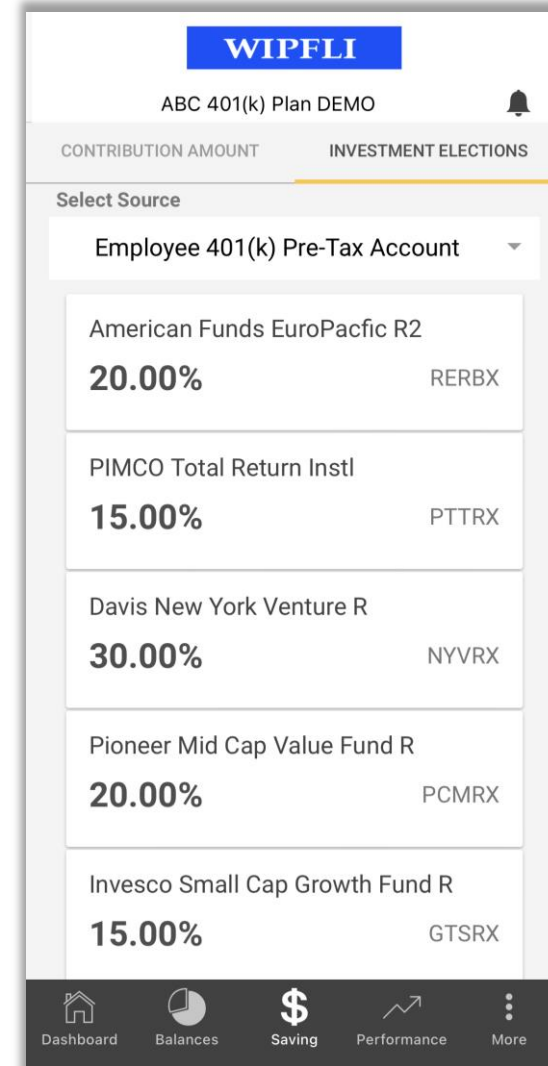 WIPFLI
ABC 401(k) Plan DEMO
CONTRIBUTION AMOUNT INVESTMENT ELECTIONS
Select Source
Employee 401(k) Pre-Tax Account
American Funds EuroPacfic R2
20.00% RERBX
PIMCO Total Return Instl
15.00% PTTRX
Davis New York Venture R
30.00% NYVRX
Pioneer Mid Cap Value Fund R
20.00% PCMRX
Invesco Small Cap Growth Fund R
15.00% GTSRX
Dashboard Balances Saving Performance More